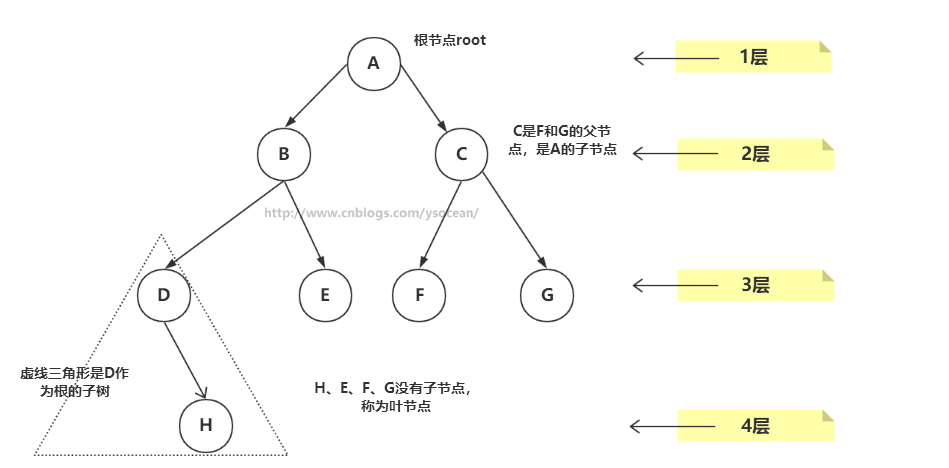 根节点root
A
1层
B
C
C是F和G的父节
点，是A的子节点
2层
http://www.cnblogs.com/ysocean/
D
E
F
G
3层
虚线三角形是D作
为根的子树
H、E、F、G没有子节点，
称为叶节点
H
4层